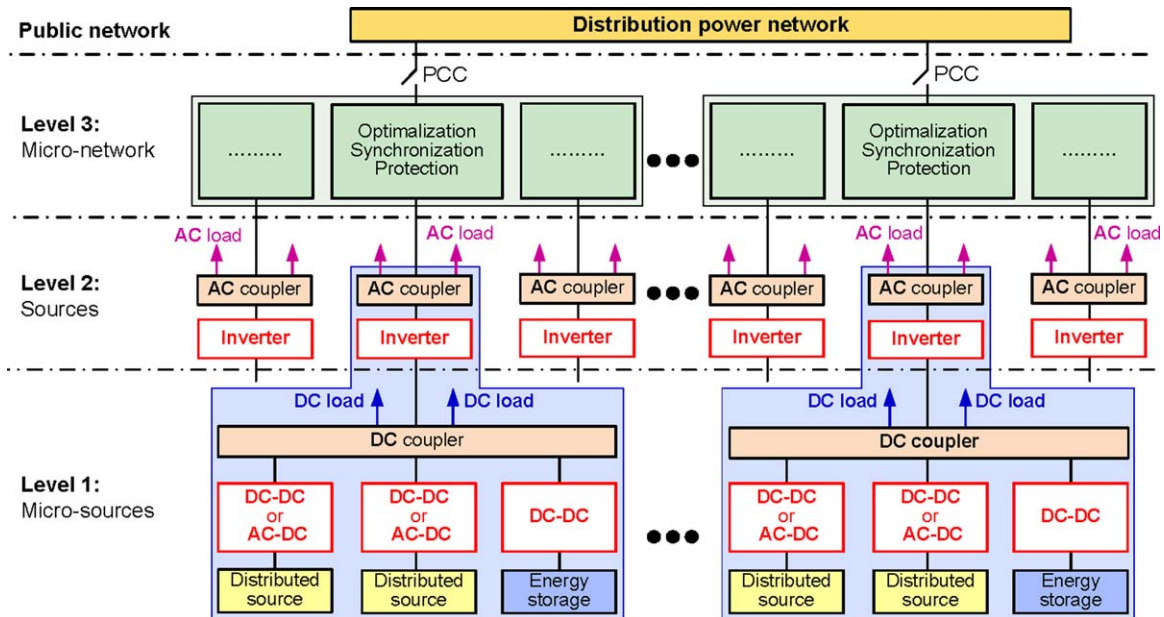 Public network
Distribution power network
PCC
PCC
Level 3:
Micro-network
.........
Optimalization
Synchronization
Protection
.........
.........
Optimalization
Synchronization
Protection
.........
AC load
AC load
AC load
AC load
Level 2:
Sources
AC coupler
AC coupler
AC coupler
AC coupler
AC coupler
AC coupler
Inverter
Inverter
Inverter
Inverter
Inverter
Inverter
DC load
DC load
DC load
DC load
DC coupler
DC coupler
Level 1:
Micro-sources
DC-DC
or
AC-DC
DC-DC
or
AC-DC
DC-DC
DC-DC
or
AC-DC
DC-DC
or
AC-DC
DC-DC
Distributed
source
Distributed
source
Energy
storage
Distributed
source
Distributed
source
Energy
storage